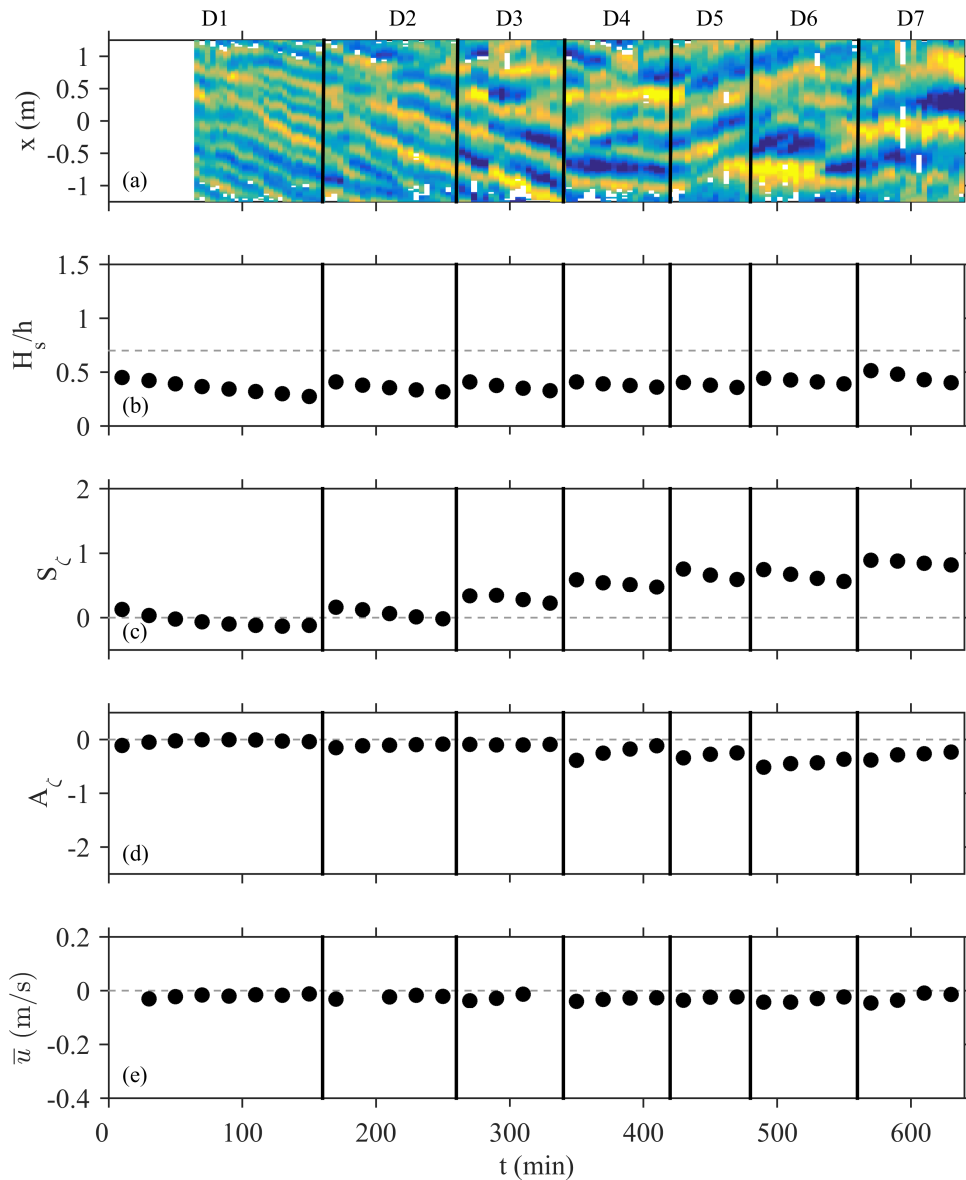 D1 D2 D3 D4 D5 D6 D7
1
0.5
0
-0.5
-1
x (m)
(a)
1.5
1
0.5
0
H_s/h
(b)
2
1
0
S_ζ
(c)
0
-1
-2
A_ζ
(d)
0.2
0
-0.2
-0.4
u̅ (m/s)
(e)
0 100 200 300 400 500 600
t (min)